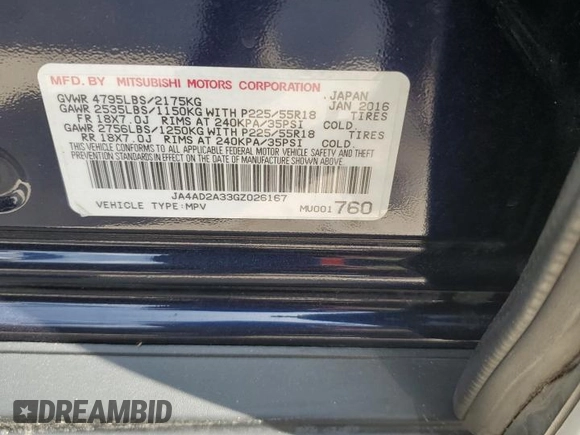 MFD. BY MITSUBISHI MOTORS CORPORATION
JAPAN
GVWR 4795LBS/2175KG JAN 2016
GAWR 2535LBS/1150KG WITH P225/55R18 TIRES
FR 18X7.0J RIMS AT 240KPA/35PSI COLD.
GAWR 2756LBS/1250KG WITH P225/55R18 TIRES
RR 18X7.0J RIMS AT 240KPA/35PSI COLD.
THIS VEHICLE CONFORMS TO ALL APPLICABLE FEDERAL MOTOR VEHICLE SAFETY, BUMPER, AND THEFT
PREVENTION STANDARDS IN EFFECT ON THE DATE OF MANUFACTURE SHOWN ABOVE.
JA4AD2A33GZ026167
VEHICLE TYPE:MPV MU001760
DREAMBID